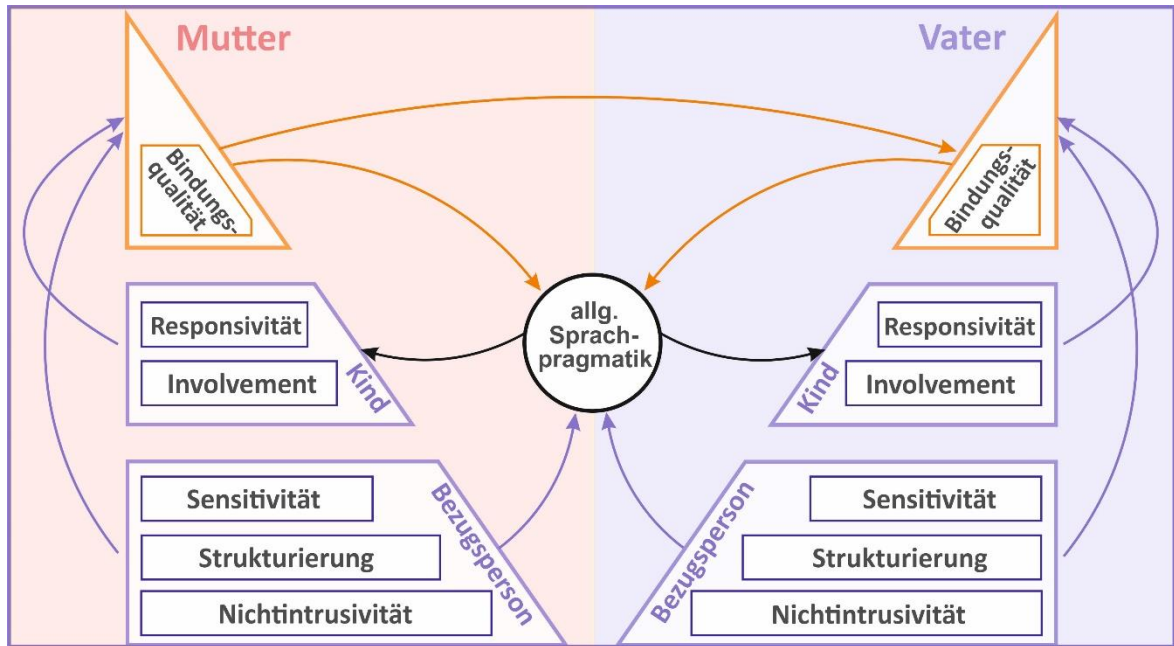 Mutter
Vater
Bindungs-
qualität
Bindungs-
qualität
allg.
Sprach-
pragmatik
Responsivität
Involvement
Kind
Responsivität
Involvement
Kind
Sensitivität
Strukturierung
Nichtintrusivität
Bezugsperson
Sensitivität
Strukturierung
Nichtintrusivität
Bezugsperson